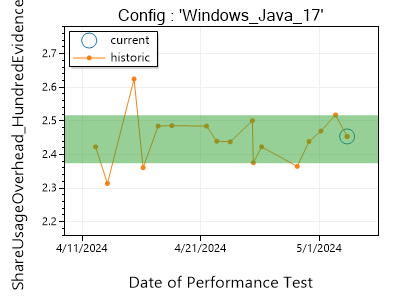 Config : 'Windows_Java_17'
ShareUsageOverhead_HundredEvidence
current
historic
2.7
2.6
2.5
2.4
2.3
2.2
4/11/2024
4/21/2024
5/1/2024
Date of Performance Test